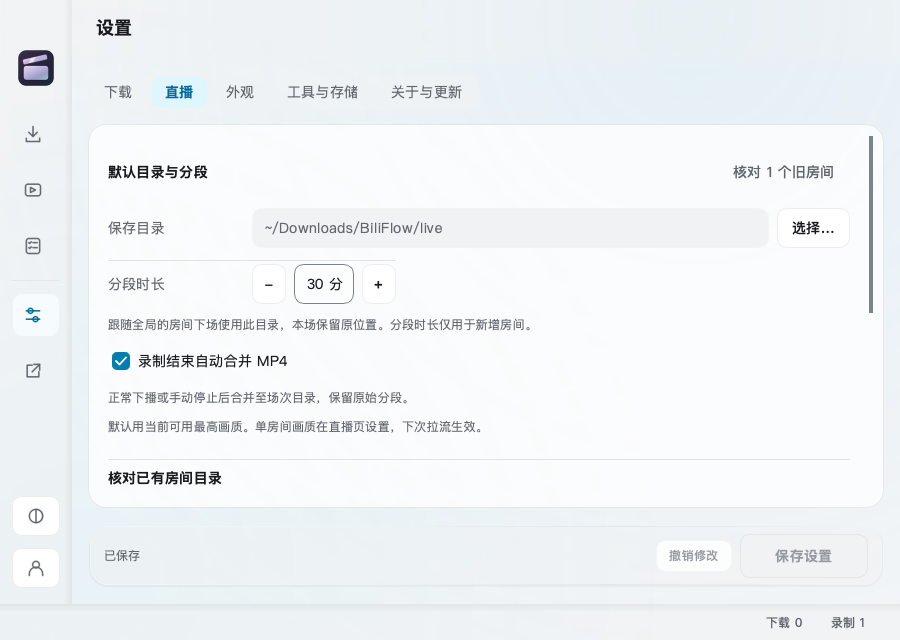 设置
下载 直播 外观 工具与存储 关于与更新
默认目录与分段 核对 1 个旧房间
保存目录 ~/Downloads/BiliFlow/live 选择...
分段时长 − 30 分 +
跟随全局的房间下场使用此目录，本场保留原位置。分段时长仅用于新增房间。
录制结束自动合并 MP4
正常下播或手动停止后合并至场次目录，保留原始分段。
默认用当前可用最高画质。单房间画质在直播页设置，下次拉流生效。
核对已有房间目录
已保存 撤销修改 保存设置
下载 0 录制 1